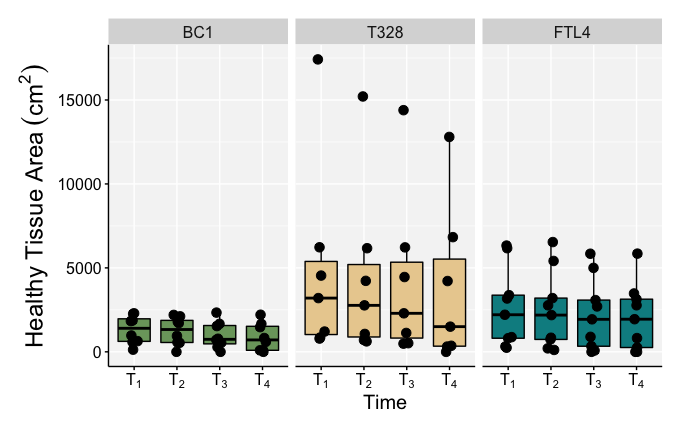 BC1 T328 FTL4
Healthy Tissue Area (cm²)
15000
10000
5000
0
T₁ T₂ T₃ T₄ T₁ T₂ T₃ T₄ T₁ T₂ T₃ T₄
Time